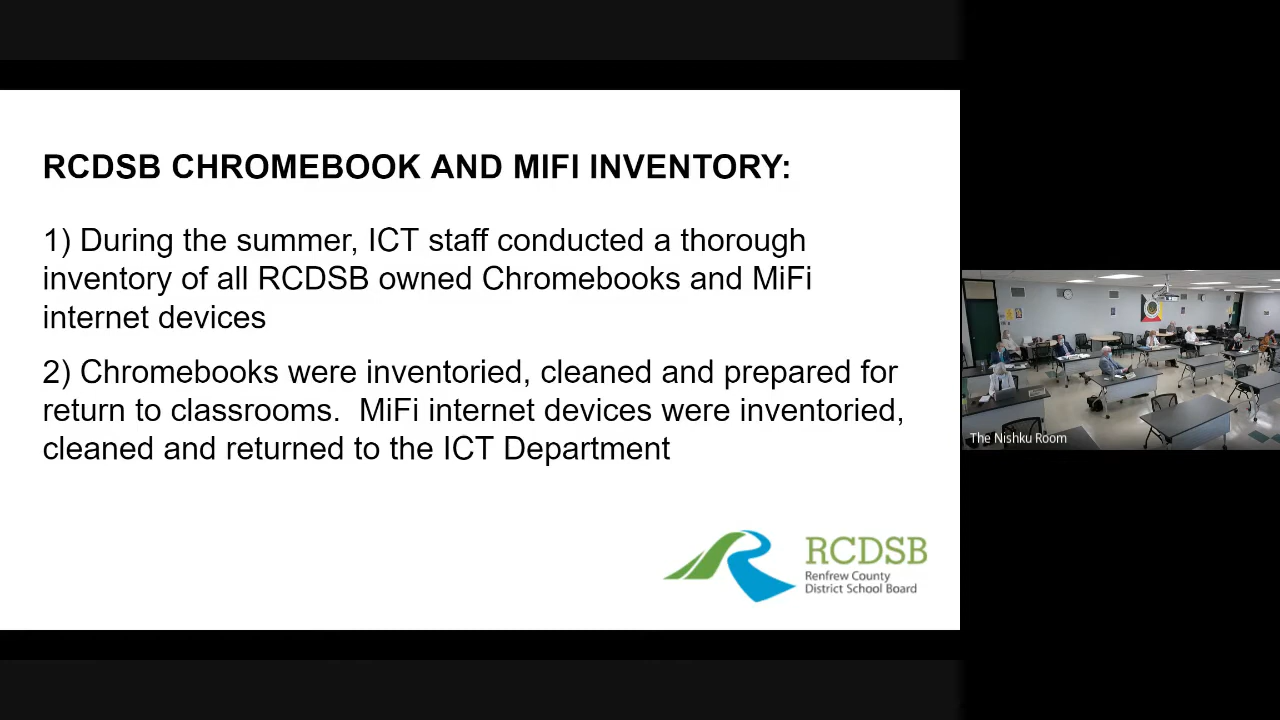 RCDSB CHROMEBOOK AND MIFI INVENTORY:
1) During the summer, ICT staff conducted a thorough
inventory of all RCDSB owned Chromebooks and MiFi
internet devices
2) Chromebooks were inventoried, cleaned and prepared for
return to classrooms.  MiFi internet devices were inventoried,
cleaned and returned to the ICT Department
RCDSB
Renfrew County
District School Board
The Nishku Room